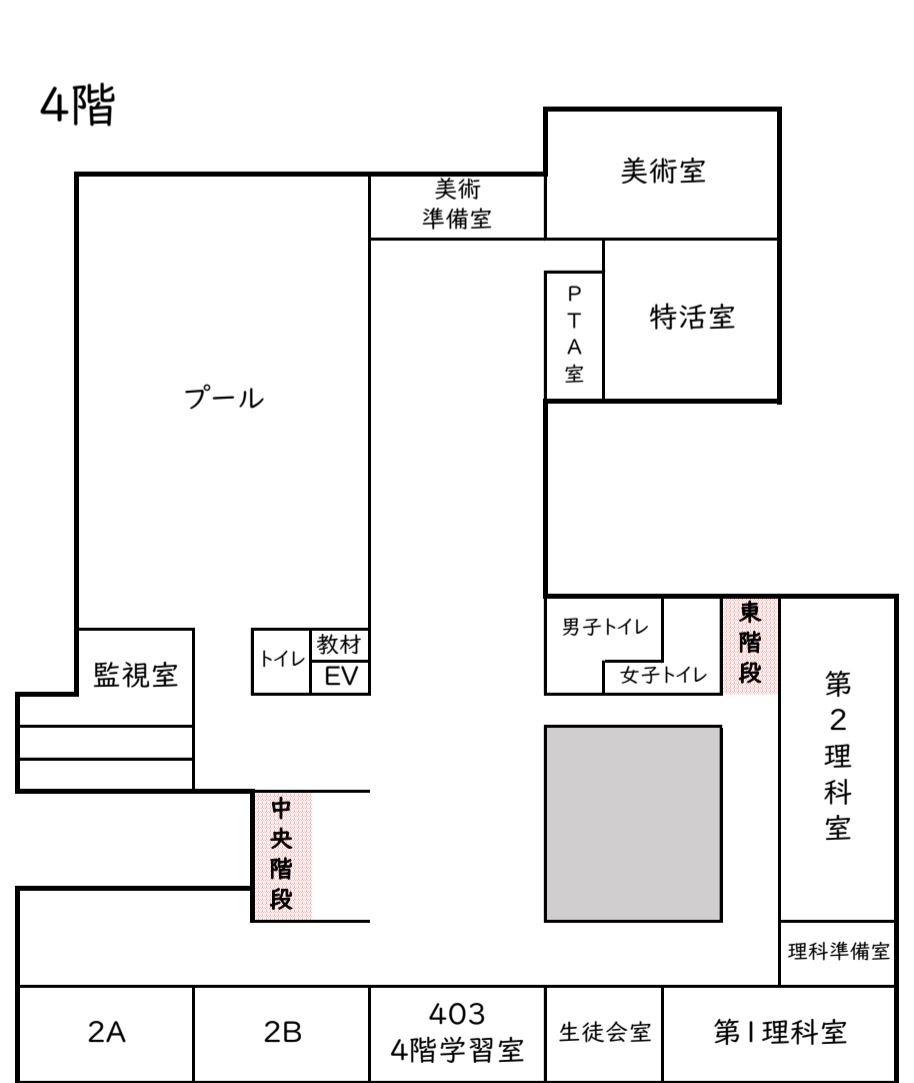 4階
美術室
美術
準備室
PTA室
特活室
プール
男子トイレ
東階段
教材
トイレ
監視室
EV
女子トイレ
第2理科室
中央階段
理科準備室
2A
2B
403
4階学習室
生徒会室
第1理科室